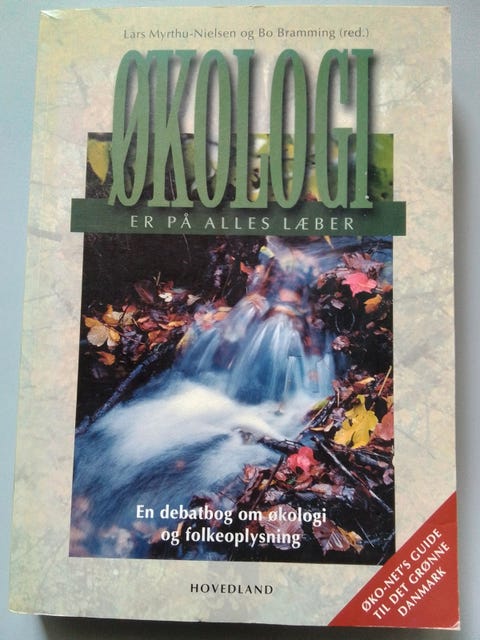 Lars Myrthu-Nielsen og Bo Bramming (red.)
ØKOLOGI
ER PÅ ALLES LÆBER
En debatbog om økologi
og folkeoplysning
HOVEDLAND
ØKO-NET'S GUIDE
TIL DET GRØNNE
DANMARK